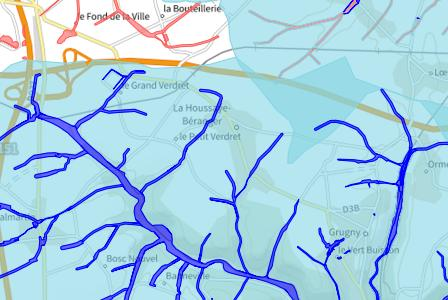 la Bouteillerie
le Fond de la Ville
le Grand Verdret
La Houssaye-
Béranger
le Petit Verdret
D3B
Grugny
le Vert Buisson
Bosc Nouvel